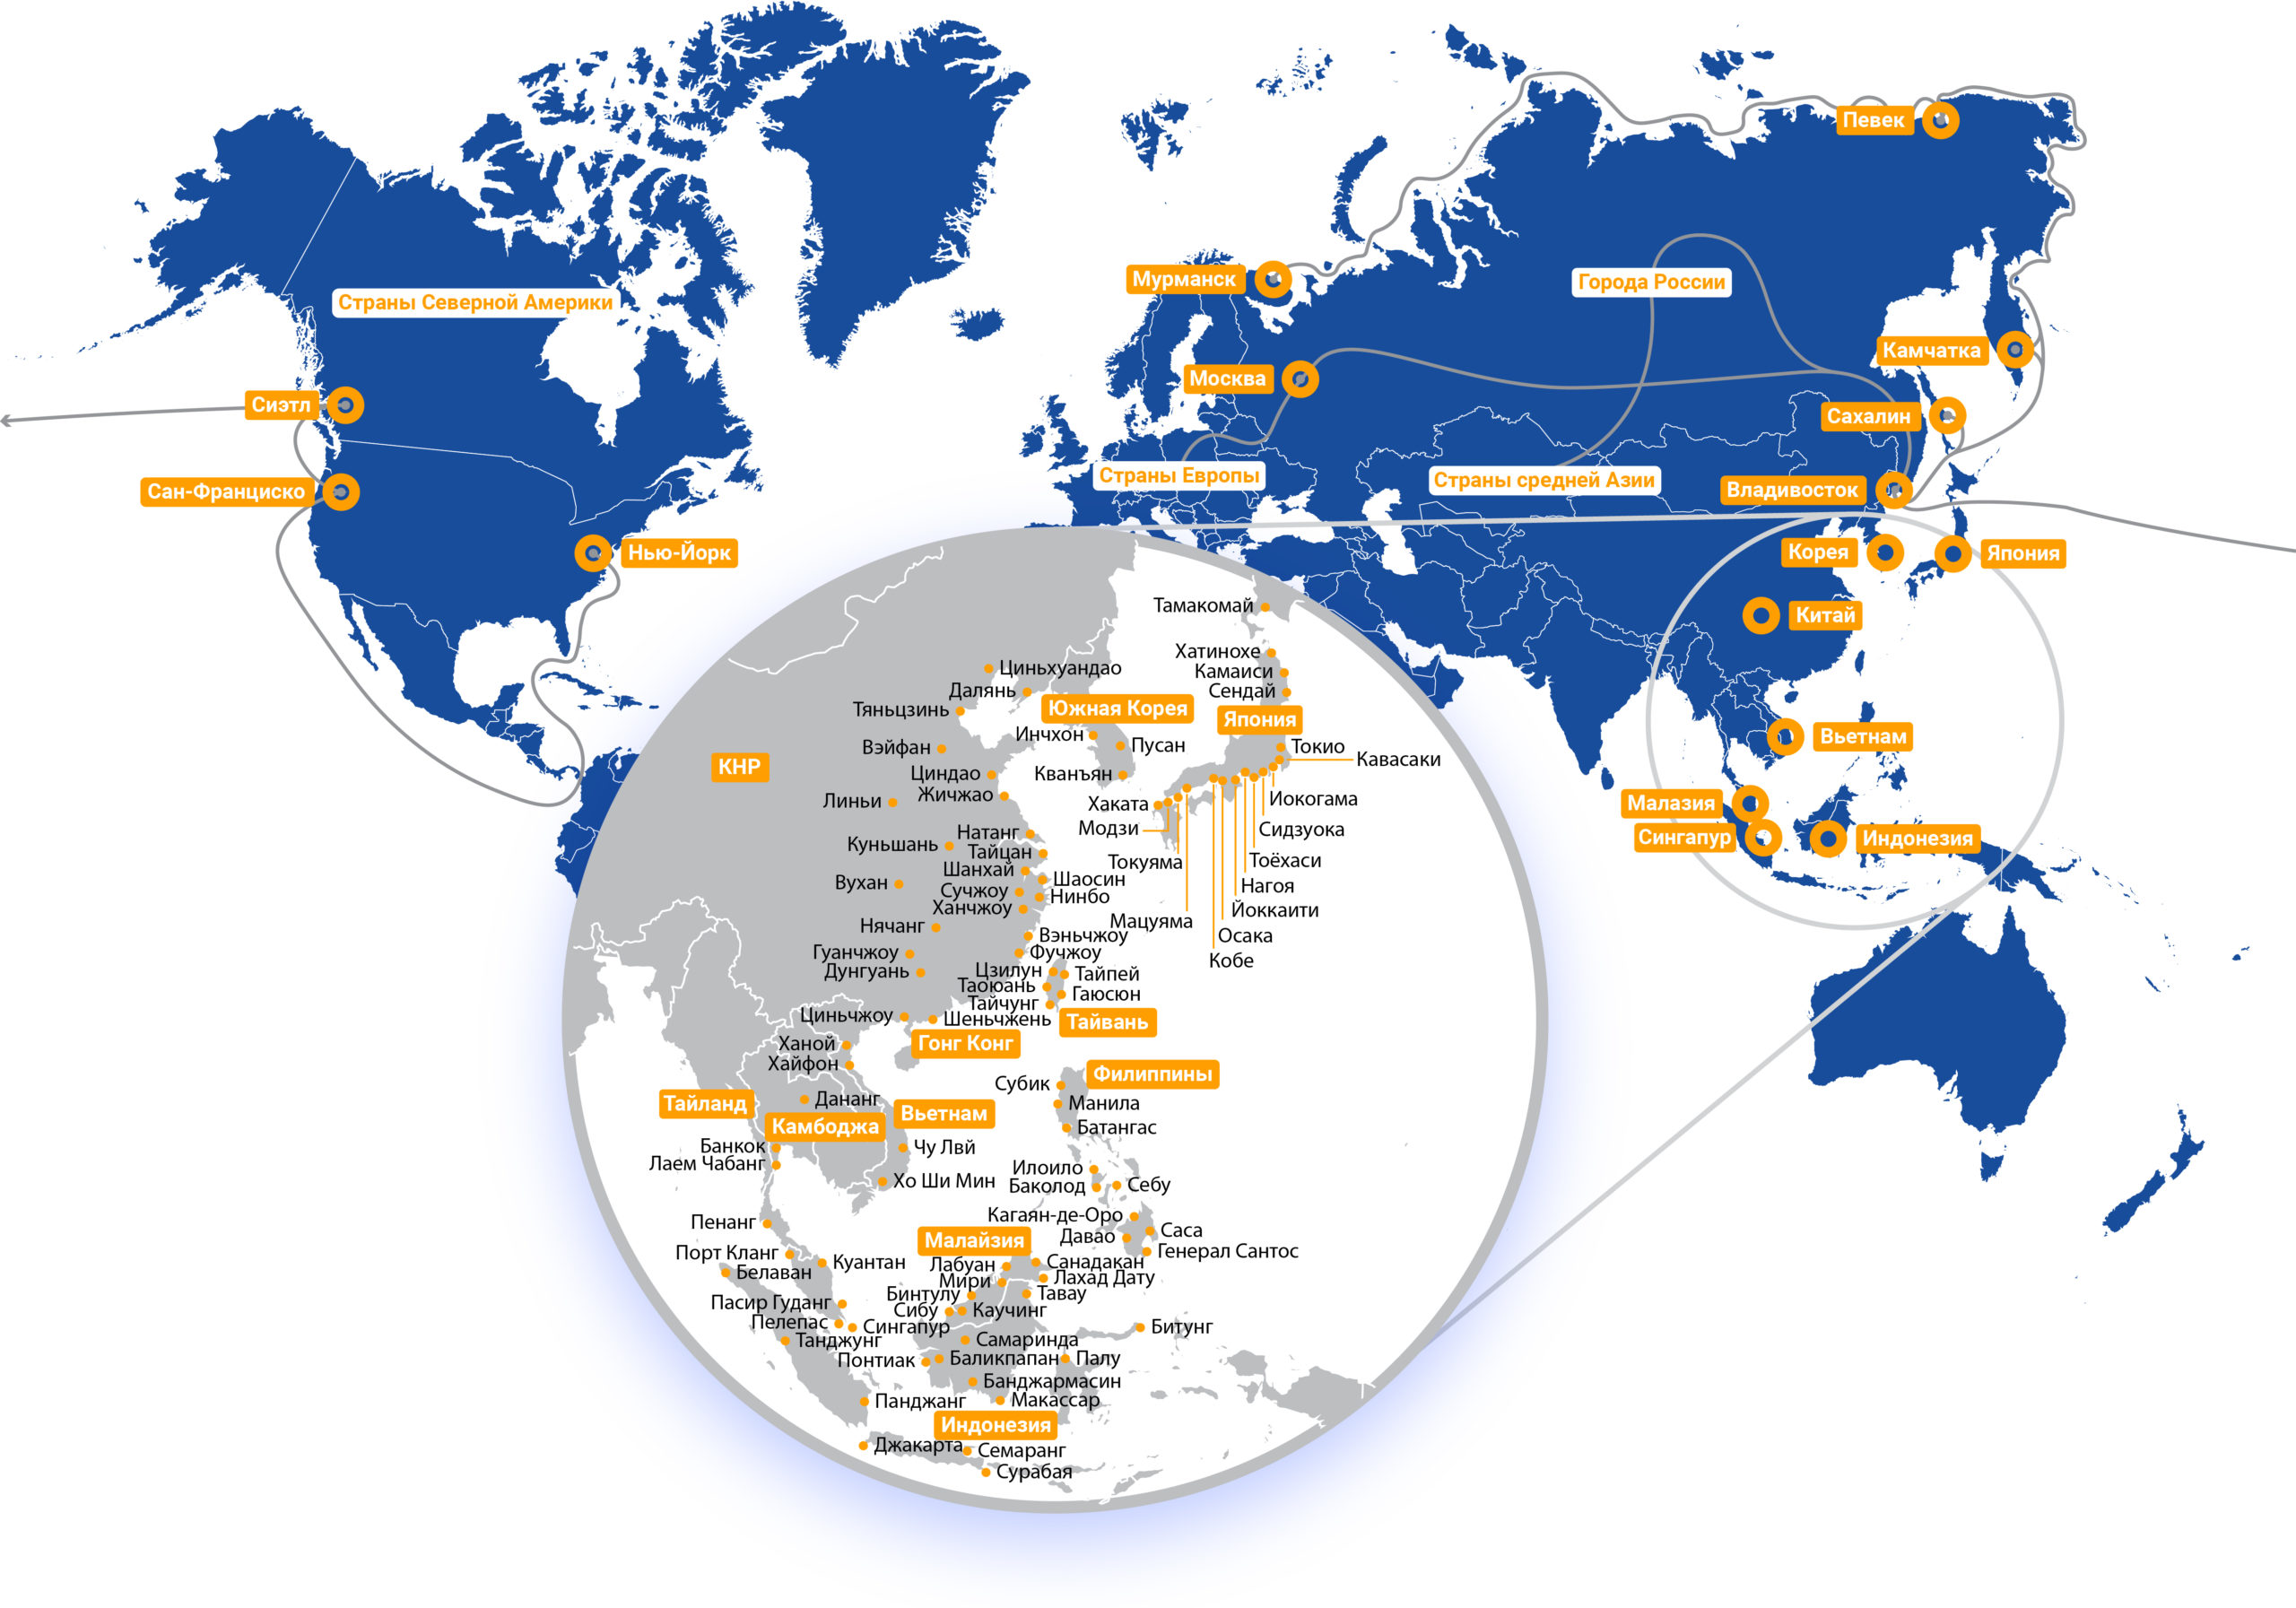 Певек
Мурманск
Города России
Страны Северной Америки
Камчатка
Москва
Сиэтл
Сахалин
Страны Европы
Страны средней Азии
Владивосток
Сан-Франциско
Нью-Йорк
Корея
Япония
Китай
Вьетнам
Малазия
Сингапур
Индонезия
Тамакомай
Хатинохе
Камаиси
Сендай
Япония
Токио
Кавасаки
Иокогама
Сидзуока
Тоёхаси
Нагоя
Йоккаити
Осака
Кобе
Мацуяма
Токуяма
Модзи
Хаката
Циньхуандао
Далянь
Тяньцзинь
Южная Корея
Инчхон
Пусан
Кванъян
КНР
Вэйфан
Циндао
Жичжао
Линьи
Натанг
Куньшань
Тайцан
Шанхай
Шаосин
Вухан
Сучжоу
Нинбо
Ханчжоу
Нячанг
Вэньчжоу
Гуанчжоу
Фучжоу
Дунгуань
Цзилун
Тайпей
Таоюань
Гаюсюн
Тайчунг
Циньчжоу
Шеньчжень
Тайвань
Гонг Конг
Ханой
Хайфон
Филиппины
Субик
Манила
Батангас
Тайланд
Дананг
Вьетнам
Камбоджа
Банкок
Чу Лвй
Лаем Чабанг
Хо Ши Мин
Илоило
Баколод
Себу
Кагаян-де-Оро
Саса
Давао
Генерал Сантос
Пенанг
Порт Кланг
Куантан
Белаван
Малайзия
Лабуан
Санадакан
Мири
Лахад Дату
Бинтулу
Тавау
Сибу
Каучинг
Пасир Гуданг
Пелепас
Сингапур
Танджунг
Самаринда
Битунг
Понтиак
Баликпапан
Палу
Банджармасин
Панджанг
Макассар
Индонезия
Джакарта
Семаранг
Сурабая